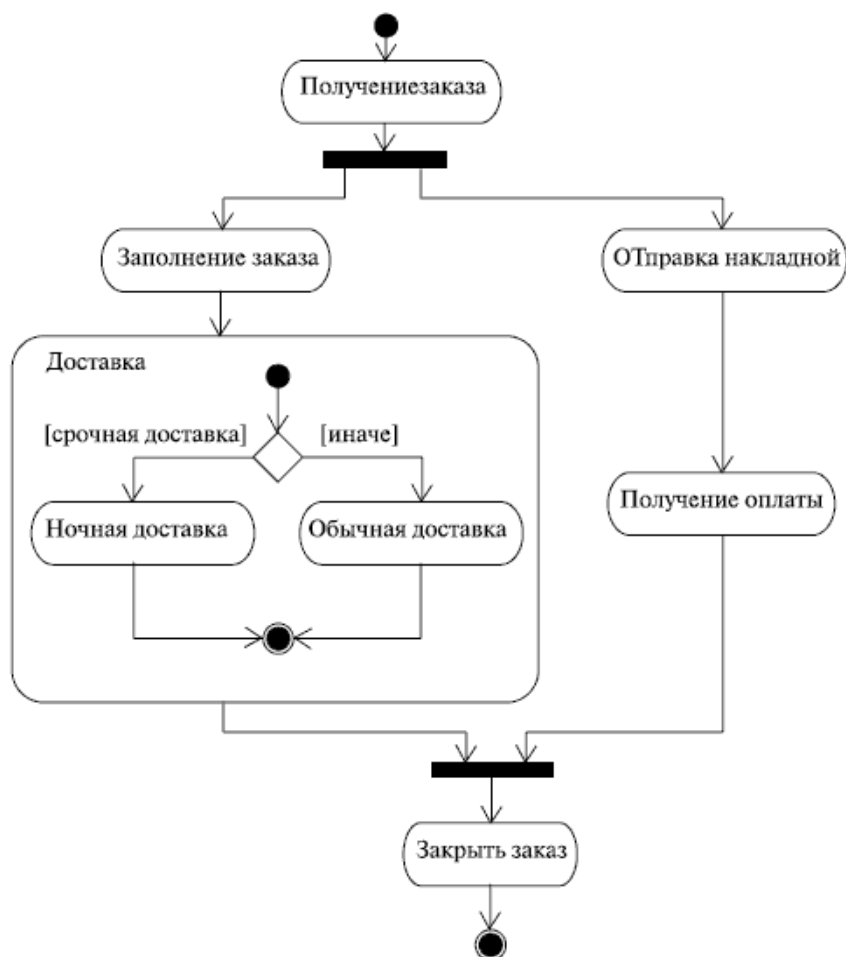 Получениезаказа
Заполнение заказа
ОТправка накладной
Доставка
[срочная доставка]
[иначе]
Ночная доставка
Обычная доставка
Получение оплаты
Закрыть заказ